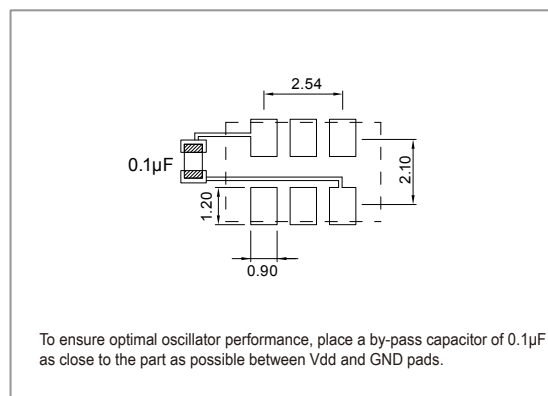 2.54
0.1µF
2.10
1.20
0.90
To ensure optimal oscillator performance, place a by-pass capacitor of 0.1µF
as close to the part as possible between Vdd and GND pads.